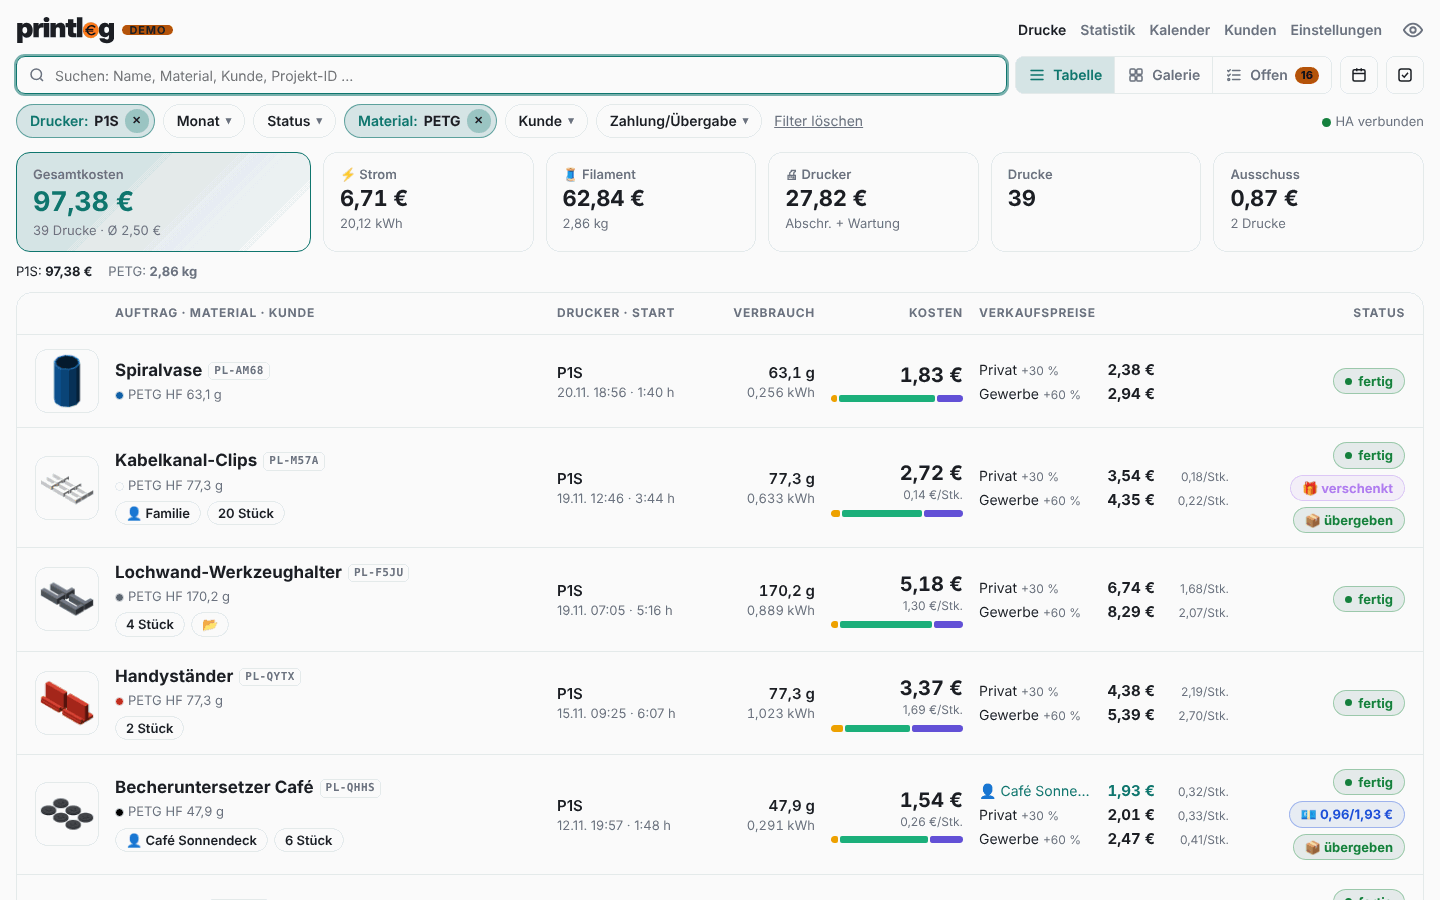 printl€g DEMO
Drucke Statistik Kalender Kunden Einstellungen
Suchen: Name, Material, Kunde, Projekt-ID ...
Tabelle Galerie Offen 16
Drucker: P1S × Monat ▾ Status ▾ Material: PETG × Kunde ▾ Zahlung/Übergabe ▾ Filter löschen
HA verbunden
Gesamtkosten
97,38 €
39 Drucke · Ø 2,50 €
⚡ Strom
6,71 €
20,12 kWh
🧵 Filament
62,84 €
2,86 kg
🖨 Drucker
27,82 €
Abschr. + Wartung
Drucke
39
Ausschuss
0,87 €
2 Drucke
P1S: 97,38 € PETG: 2,86 kg
AUFTRAG · MATERIAL · KUNDE DRUCKER · START VERBRAUCH KOSTEN VERKAUFSPREISE STATUS
Spiralvase PL-AM68
PETG HF 63,1 g
P1S
20.11. 18:56 · 1:40 h
63,1 g
0,256 kWh
1,83 €
Privat +30 % 2,38 €
Gewerbe +60 % 2,94 €
fertig
Kabelkanal-Clips PL-M57A
PETG HF 77,3 g
👤 Familie 20 Stück
P1S
19.11. 12:46 · 3:44 h
77,3 g
0,633 kWh
2,72 €
0,14 €/Stk.
Privat +30 % 3,54 € 0,18/Stk.
Gewerbe +60 % 4,35 € 0,22/Stk.
fertig
🎁 verschenkt
📦 übergeben
Lochwand-Werkzeughalter PL-F5JU
PETG HF 170,2 g
4 Stück 📂
P1S
19.11. 07:05 · 5:16 h
170,2 g
0,889 kWh
5,18 €
1,30 €/Stk.
Privat +30 % 6,74 € 1,68/Stk.
Gewerbe +60 % 8,29 € 2,07/Stk.
fertig
Handyständer PL-QYTX
PETG HF 77,3 g
2 Stück
P1S
15.11. 09:25 · 6:07 h
77,3 g
1,023 kWh
3,37 €
1,69 €/Stk.
Privat +30 % 4,38 € 2,19/Stk.
Gewerbe +60 % 5,39 € 2,70/Stk.
fertig
Becheruntersetzer Café PL-QHHS
PETG HF 47,9 g
👤 Café Sonnendeck 6 Stück
P1S
12.11. 19:57 · 1:48 h
47,9 g
0,291 kWh
1,54 €
0,26 €/Stk.
👤 Café Sonne... 1,93 € 0,32/Stk.
Privat +30 % 2,01 € 0,33/Stk.
Gewerbe +60 % 2,47 € 0,41/Stk.
fertig
💶 0,96/1,93 €
📦 übergeben